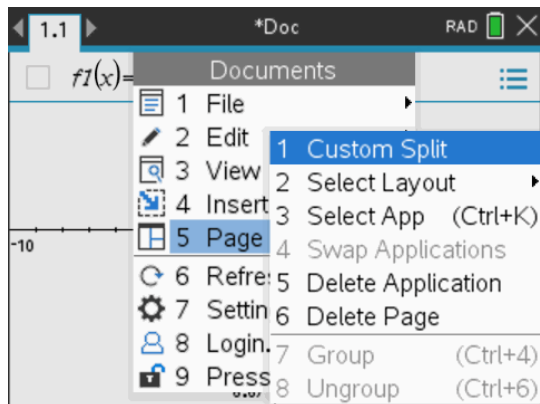 1.1 *Doc RAD
f1(x)=
Documents
1 File
2 Edit
3 View
4 Insert
5 Page
6
7
8 Login.
9 Press
1 Custom Split
2 Select Layout
3 Select App (Ctrl+K)
4 Swap Applications
5 Delete Application
6 Delete Page
7 Group (Ctrl+4)
8 Ungroup (Ctrl+6)
-10